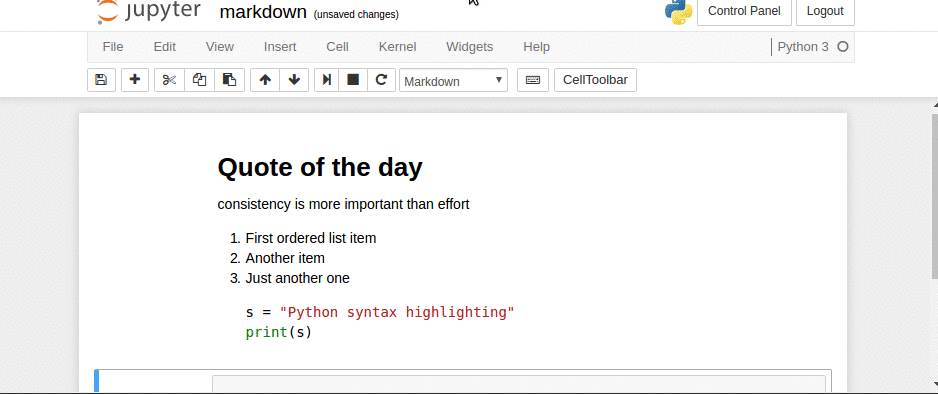 jupyter markdown (unsaved changes) Control Panel Logout
File Edit View Insert Cell Kernel Widgets Help Python 3
Markdown CellToolbar
Quote of the day
consistency is more important than effort
1. First ordered list item
2. Another item
3. Just another one
s = "Python syntax highlighting"
print(s)